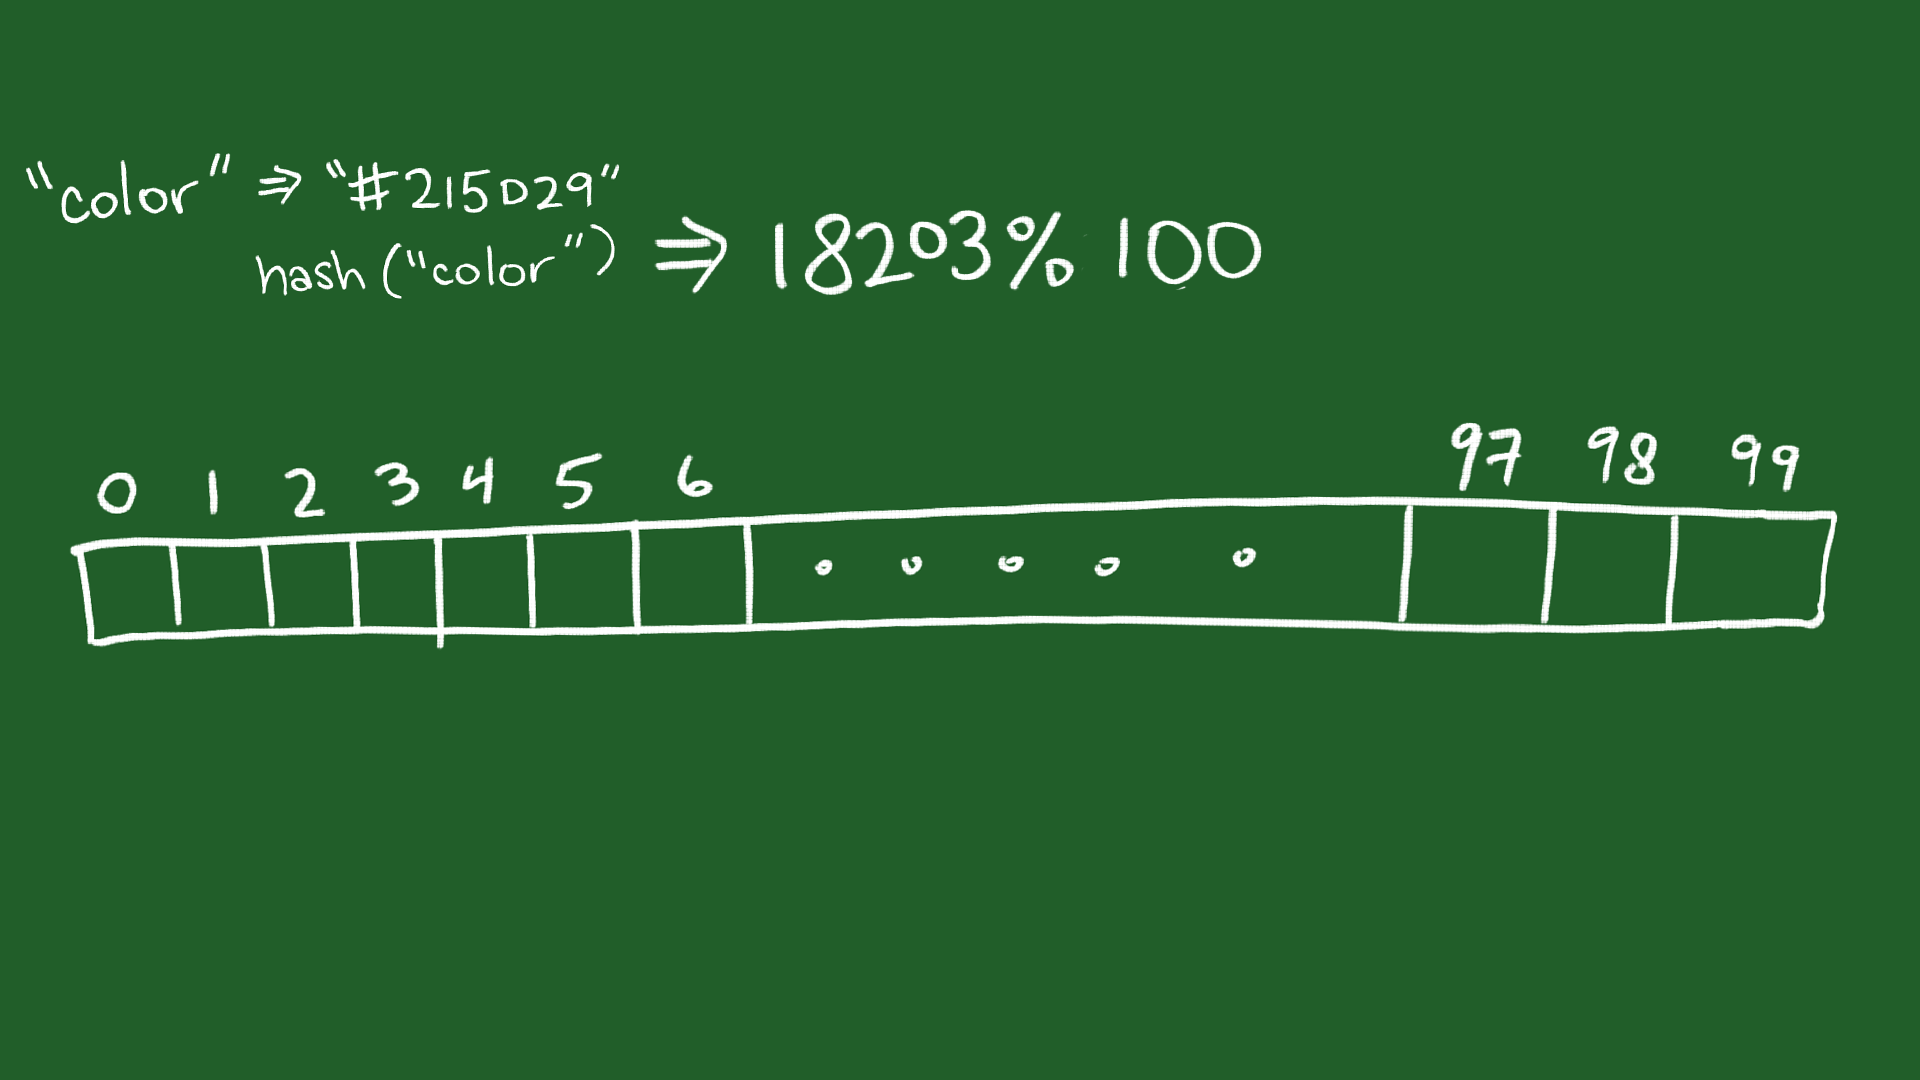 "color" ⇒ "#215D29"
hash("color") ⇒ 18203% 100
0 1 2 3 4 5 6 97 98 99